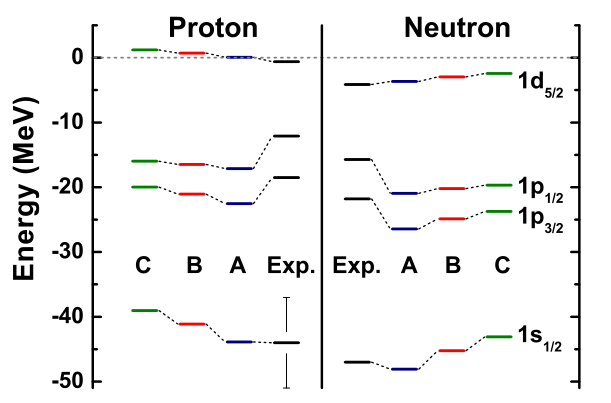 Proton Neutron
0
-10
-20
-30
-40
-50
Energy (MeV)
C B A Exp. Exp. A B C
1d5/2
1p1/2
1p3/2
1s1/2